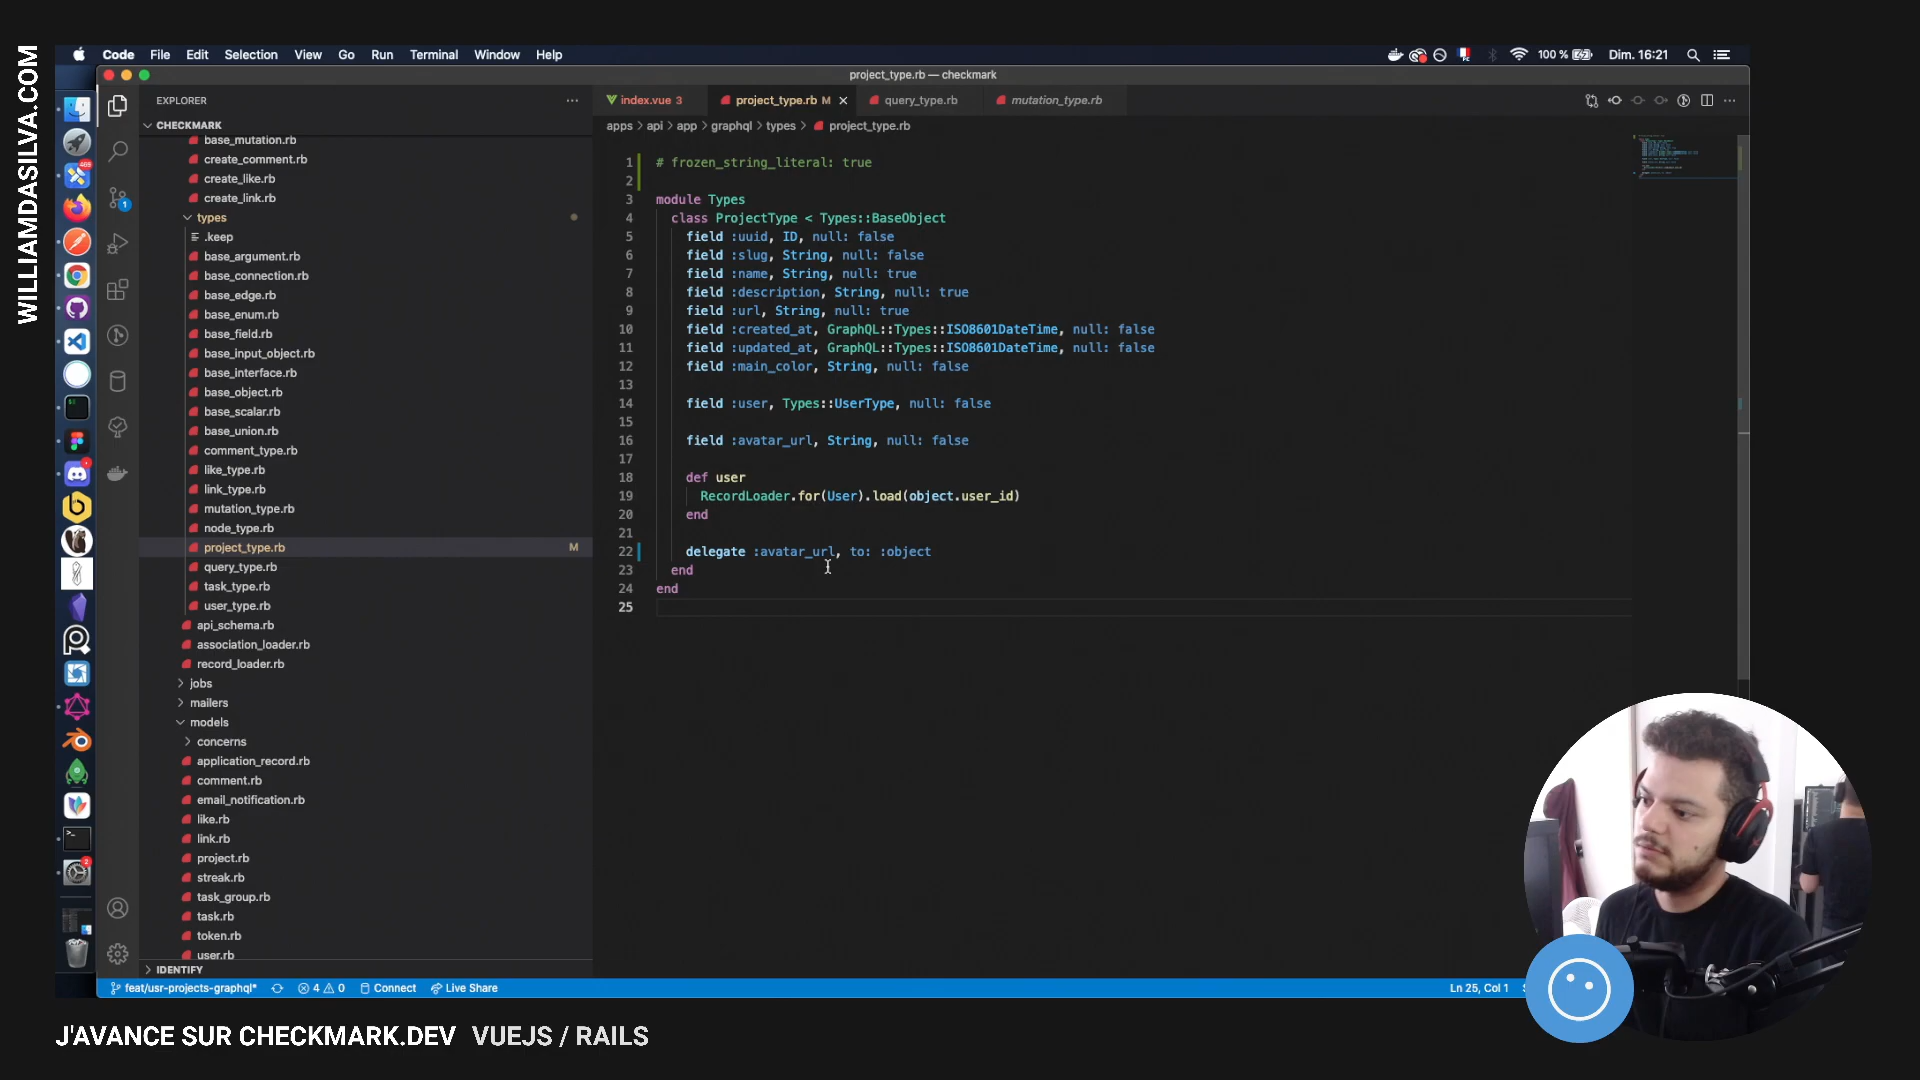 WILLIAMDASILVA.COM
Code File Edit Selection View Go Run Terminal Window Help
100 % Dim. 16:21
project_type.rb — checkmark
EXPLORER
CHECKMARK
base_mutation.rb
create_comment.rb
create_like.rb
create_link.rb
types
.keep
base_argument.rb
base_connection.rb
base_edge.rb
base_enum.rb
base_field.rb
base_input_object.rb
base_interface.rb
base_object.rb
base_scalar.rb
base_union.rb
comment_type.rb
like_type.rb
link_type.rb
mutation_type.rb
node_type.rb
project_type.rb M
query_type.rb
task_type.rb
user_type.rb
api_schema.rb
association_loader.rb
record_loader.rb
jobs
mailers
models
concerns
application_record.rb
comment.rb
email_notification.rb
like.rb
link.rb
project.rb
streak.rb
task_group.rb
task.rb
token.rb
user.rb
IDENTIFY
index.vue 3 project_type.rb M query_type.rb mutation_type.rb
apps > api > app > graphql > types > project_type.rb
1 # frozen_string_literal: true
2
3 module Types
4 class ProjectType < Types::BaseObject
5 field :uuid, ID, null: false
6 field :slug, String, null: false
7 field :name, String, null: true
8 field :description, String, null: true
9 field :url, String, null: true
10 field :created_at, GraphQL::Types::ISO8601DateTime, null: false
11 field :updated_at, GraphQL::Types::ISO8601DateTime, null: false
12 field :main_color, String, null: false
13
14 field :user, Types::UserType, null: false
15
16 field :avatar_url, String, null: false
17
18 def user
19 RecordLoader.for(User).load(object.user_id)
20 end
21
22 delegate :avatar_url, to: :object
23 end
24 end
25
feat/usr-projects-graphql* 4 0 Connect Live Share Ln 25, Col 1
J'AVANCE SUR CHECKMARK.DEV VUEJS / RAILS